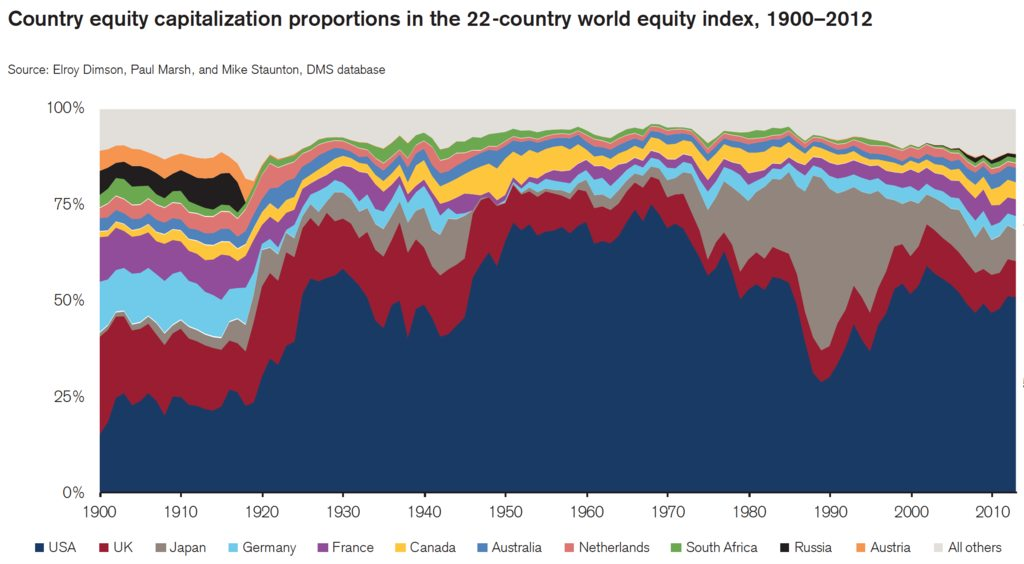 Country equity capitalization proportions in the 22-country world equity index, 1900–2012
Source: Elroy Dimson, Paul Marsh, and Mike Staunton, DMS database
100%
75%
50%
25%
0%
1900 1910 1920 1930 1940 1950 1960 1970 1980 1990 2000 2010
USA UK Japan Germany France Canada Australia Netherlands South Africa Russia Austria All others